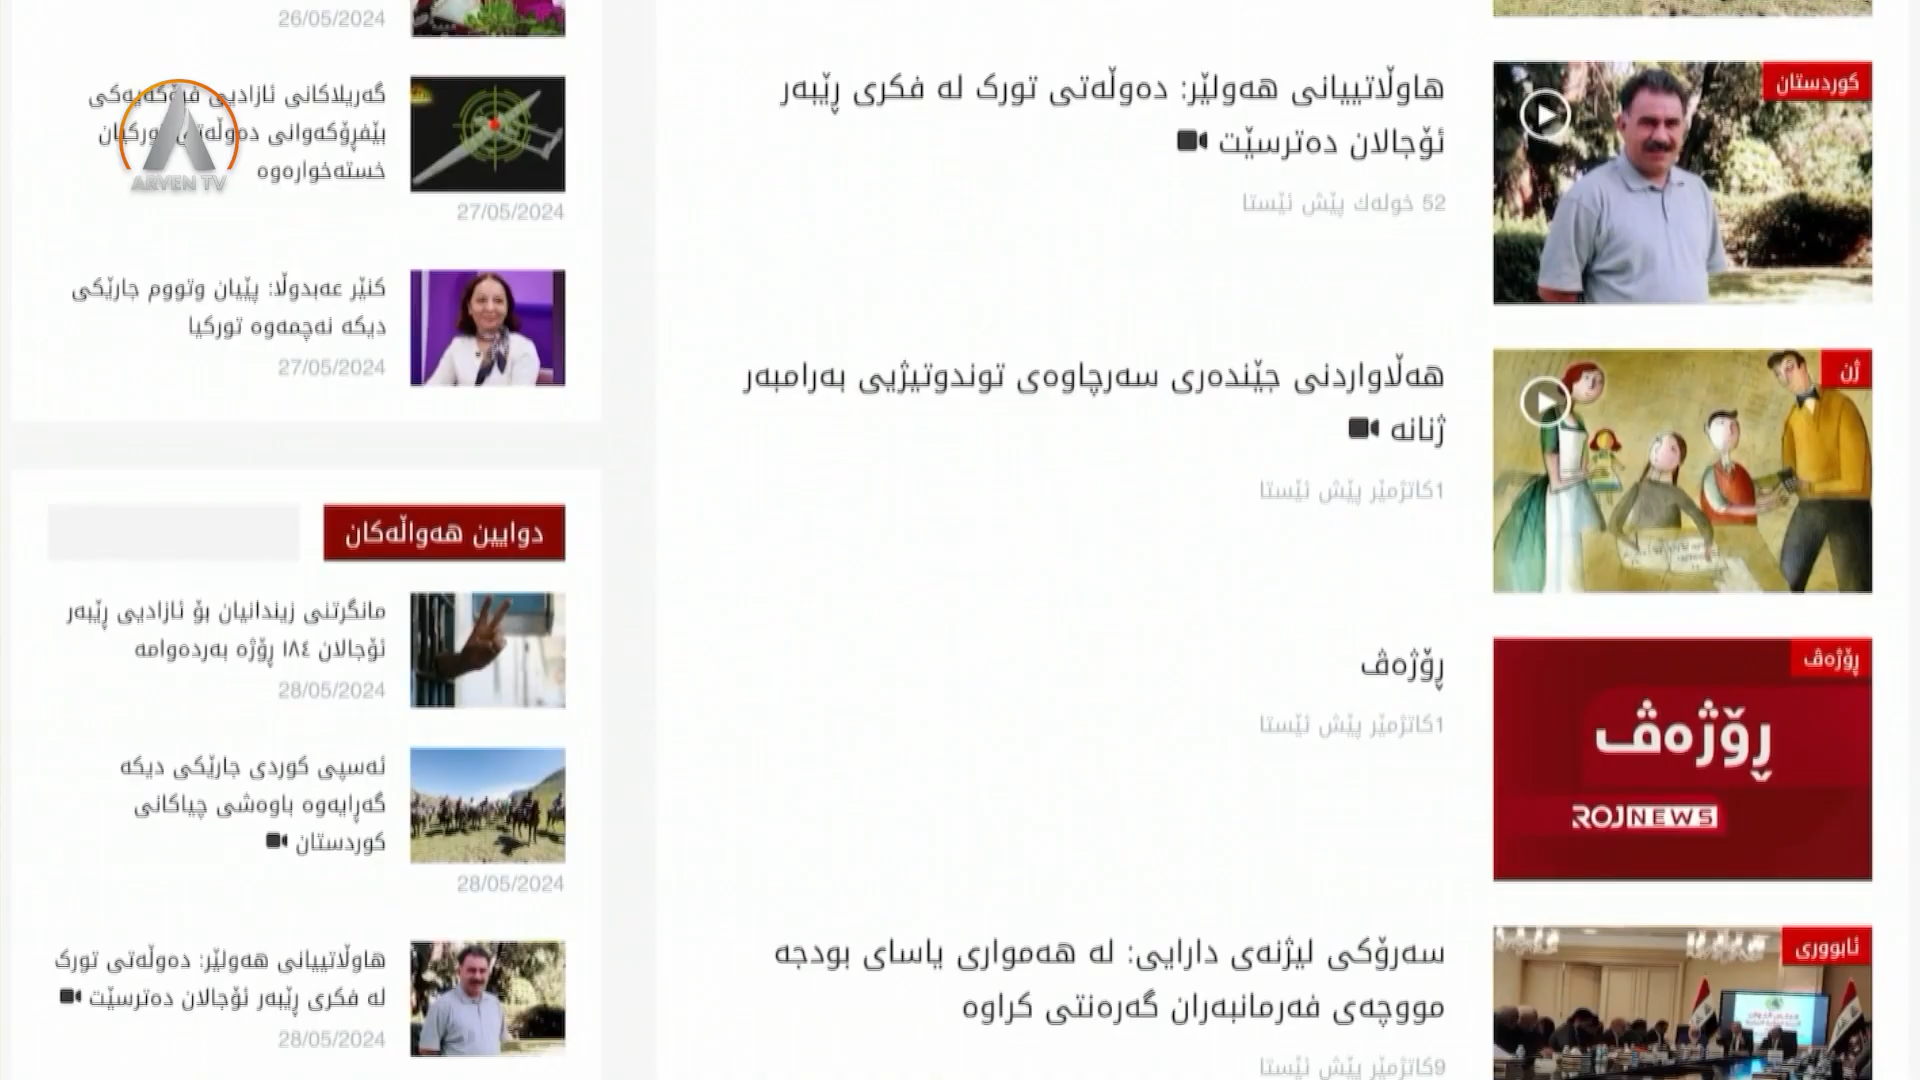 کوردستان
هاوڵاتییانی هەولێر: دەوڵەتی تورک لە فکری ڕێبەر
ئۆجالان دەترسێت
52 خولەك پێش ئێستا
ژن
هەڵاواردنی جێندەری سەرچاوەی توندوتیژیی بەرامبەر
ژنانە
1کاتژمێر پێش ئێستا
ڕۆژەڤ
ڕۆژەڤ
ROJNEWS
ڕۆژەڤ
1کاتژمێر پێش ئێستا
ئابووری
سەرۆکی لیژنەی دارایی: لە هەمواری یاسای بودجە
مووچەی فەرمانبەران گەرەنتی کراوە
9کاتژمێر پێش ئێستا
26/05/2024
گەریلاکانی ئازادیی فڕۆکەیەکی
بێفڕۆکەوانی دەوڵەتی تورکیان
خستەخوارەوە
27/05/2024
ARVEN TV
کنێر عەبدوڵا: پێیان وتووم جارێکی
دیکە نەچمەوە تورکیا
27/05/2024
دوایین هەواڵەکان
مانگرتنی زیندانیان بۆ ئازادیی ڕێبەر
ئۆجالان ١٨٤ ڕۆژە بەردەوامە
28/05/2024
ئەسپی کوردی جارێکی دیکە
گەڕایەوە باوەشی چیاکانی
کوردستان
28/05/2024
هاوڵاتییانی هەولێر: دەوڵەتی تورک
لە فکری ڕێبەر ئۆجالان دەترسێت
28/05/2024